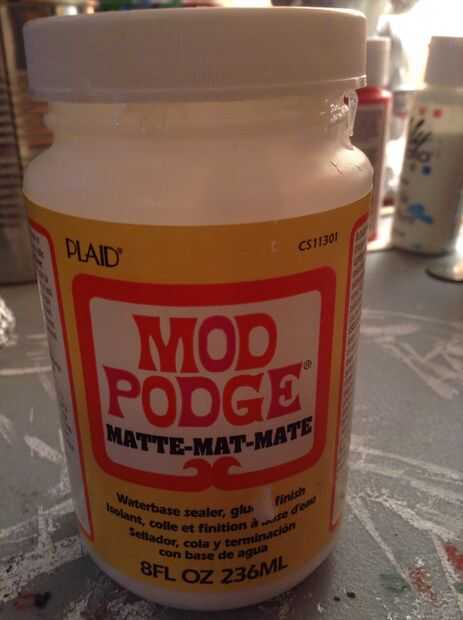 PLAID®
CS11301
MOD
PODGE®
MATTE-MAT-MATE
Waterbase sealer, finish
Isolant, colle et finition à d'eau
Sellador, cola y terminación
con base de agua
8FL OZ 236ML